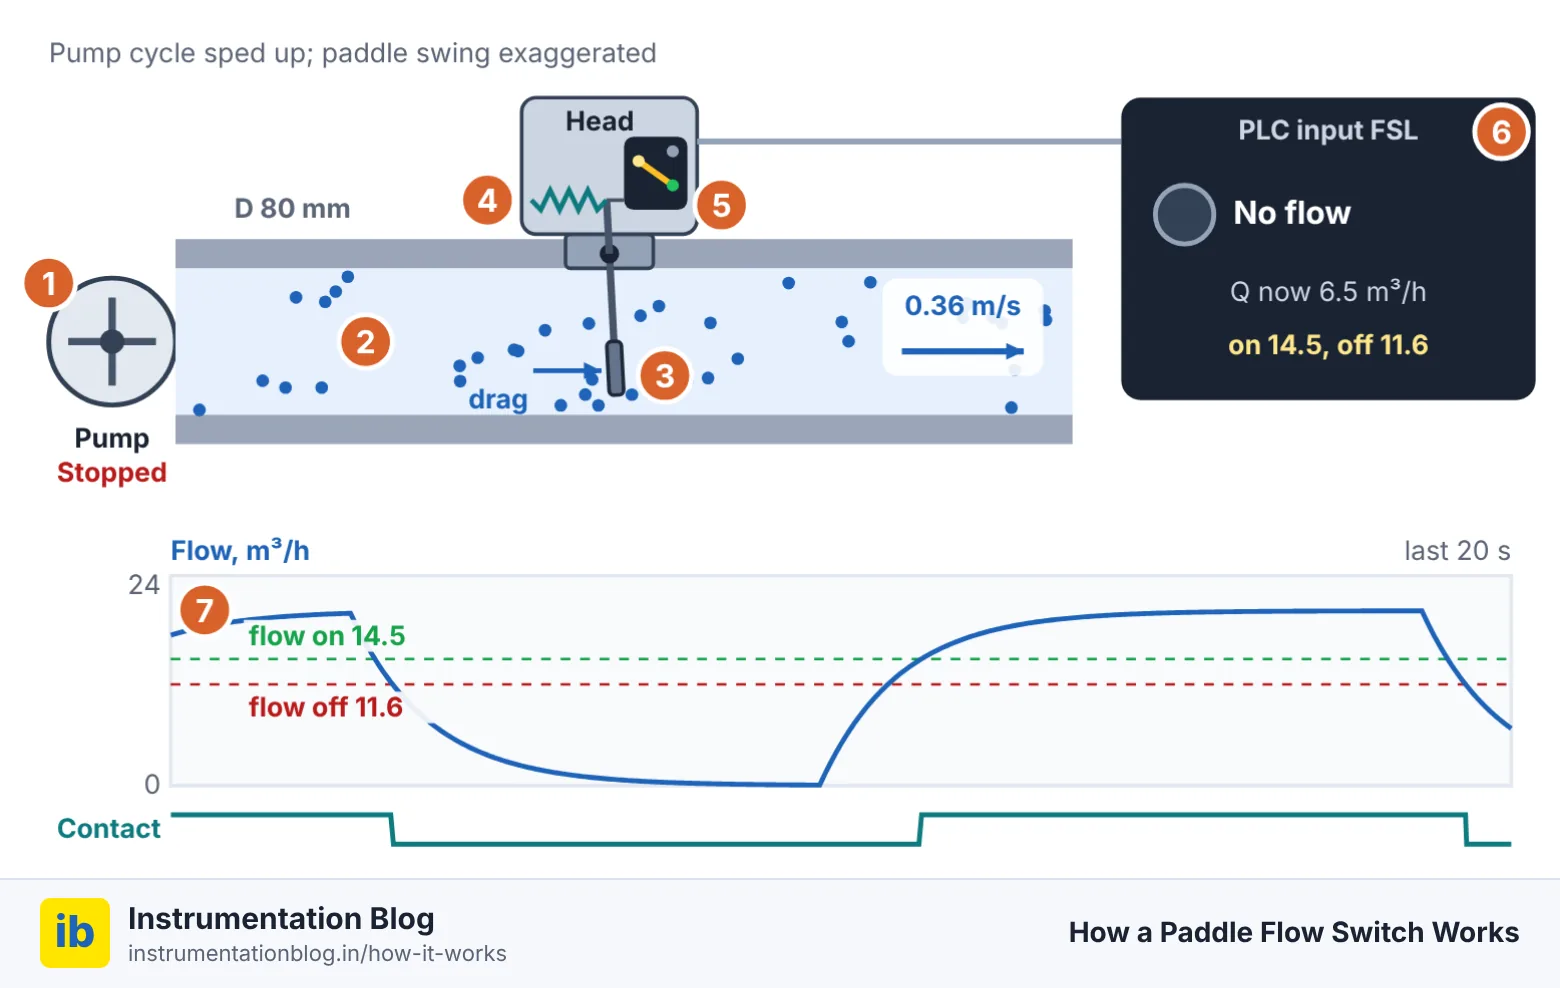 Pump cycle sped up; paddle swing exaggerated
Head
PLC input FSL
6
4
5
D 80 mm
No flow
1
2
0.36 m/s
Q now 6.5 m³/h
on 14.5, off 11.6
3
drag
Pump
Stopped
Flow, m³/h
last 20 s
24
7
flow on 14.5
flow off 11.6
0
Contact
ib
Instrumentation Blog
instrumentationblog.in/how-it-works
How a Paddle Flow Switch Works